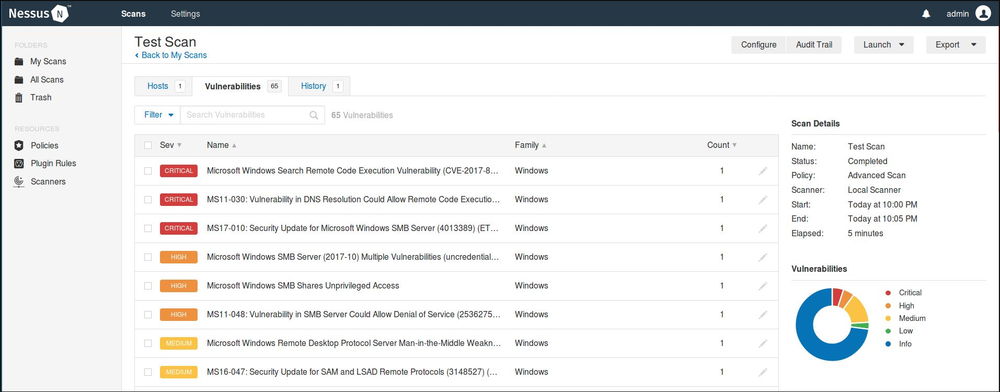 Nessus N ™ Scans Settings admin
FOLDERS
My Scans
All Scans
Trash
RESOURCES
Policies
Plugin Rules
Scanners
Test Scan
Back to My Scans
Configure Audit Trail Launch Export
Hosts 1 Vulnerabilities 65 History 1
Filter Search Vulnerabilities 65 Vulnerabilities
Sev Name Family Count
CRITICAL Microsoft Windows Search Remote Code Execution Vulnerability (CVE-2017-8... Windows 1
CRITICAL MS11-030: Vulnerability in DNS Resolution Could Allow Remote Code Executio... Windows 1
CRITICAL MS17-010: Security Update for Microsoft Windows SMB Server (4013389) (ET... Windows 1
HIGH Microsoft Windows SMB Server (2017-10) Multiple Vulnerabilities (uncredential... Windows 1
HIGH Microsoft Windows SMB Shares Unprivileged Access Windows 1
HIGH MS11-048: Vulnerability in SMB Server Could Allow Denial of Service (2536275... Windows 1
MEDIUM Microsoft Windows Remote Desktop Protocol Server Man-in-the-Middle Weakn... Windows 1
MEDIUM MS16-047: Security Update for SAM and LSAD Remote Protocols (3148527) (... Windows 1
Scan Details
Name: Test Scan
Status: Completed
Policy: Advanced Scan
Scanner: Local Scanner
Start: Today at 10:00 PM
End: Today at 10:05 PM
Elapsed: 5 minutes
Vulnerabilities
Critical
High
Medium
Low
Info